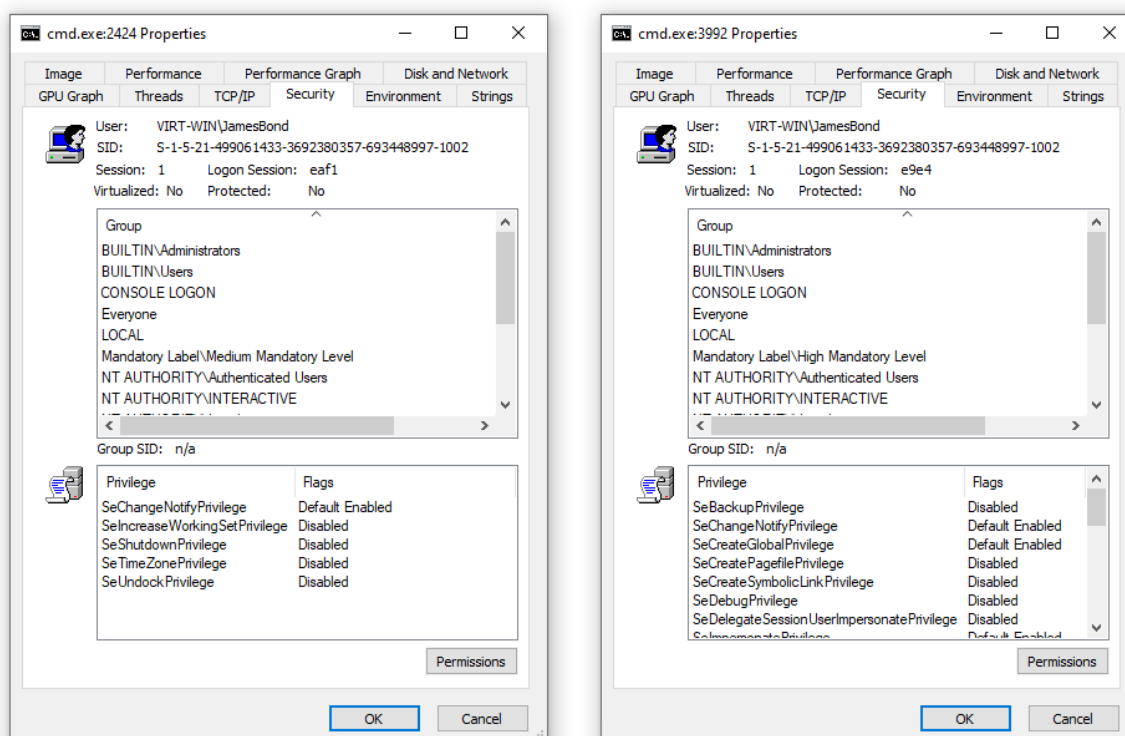 cmd.exe:2424 Properties
Image Performance Performance Graph Disk and Network
GPU Graph Threads TCP/IP Security Environment Strings
User: VIRT-WIN\JamesBond
SID: S-1-5-21-499061433-3692380357-693448997-1002
Session: 1 Logon Session: eaf1
Virtualized: No Protected: No
Group
BUILTIN\Administrators
BUILTIN\Users
CONSOLE LOGON
Everyone
LOCAL
Mandatory Label\Medium Mandatory Level
NT AUTHORITY\Authenticated Users
NT AUTHORITY\INTERACTIVE
Group SID: n/a
Privilege Flags
SeChangeNotifyPrivilege Default Enabled
SeIncreaseWorkingSetPrivilege Disabled
SeShutdownPrivilege Disabled
SeTimeZonePrivilege Disabled
SeUndockPrivilege Disabled
Permissions
OK Cancel
cmd.exe:3992 Properties
Image Performance Performance Graph Disk and Network
GPU Graph Threads TCP/IP Security Environment Strings
User: VIRT-WIN\JamesBond
SID: S-1-5-21-499061433-3692380357-693448997-1002
Session: 1 Logon Session: e9e4
Virtualized: No Protected: No
Group
BUILTIN\Administrators
BUILTIN\Users
CONSOLE LOGON
Everyone
LOCAL
Mandatory Label\High Mandatory Level
NT AUTHORITY\Authenticated Users
NT AUTHORITY\INTERACTIVE
Group SID: n/a
Privilege Flags
SeBackupPrivilege Disabled
SeChangeNotifyPrivilege Default Enabled
SeCreateGlobalPrivilege Default Enabled
SeCreatePagefilePrivilege Disabled
SeCreateSymbolicLinkPrivilege Disabled
SeDebugPrivilege Disabled
SeDelegateSessionUserImpersonatePrivilege Disabled
SeImpersonatePrivilege Default Enabled
Permissions
OK Cancel